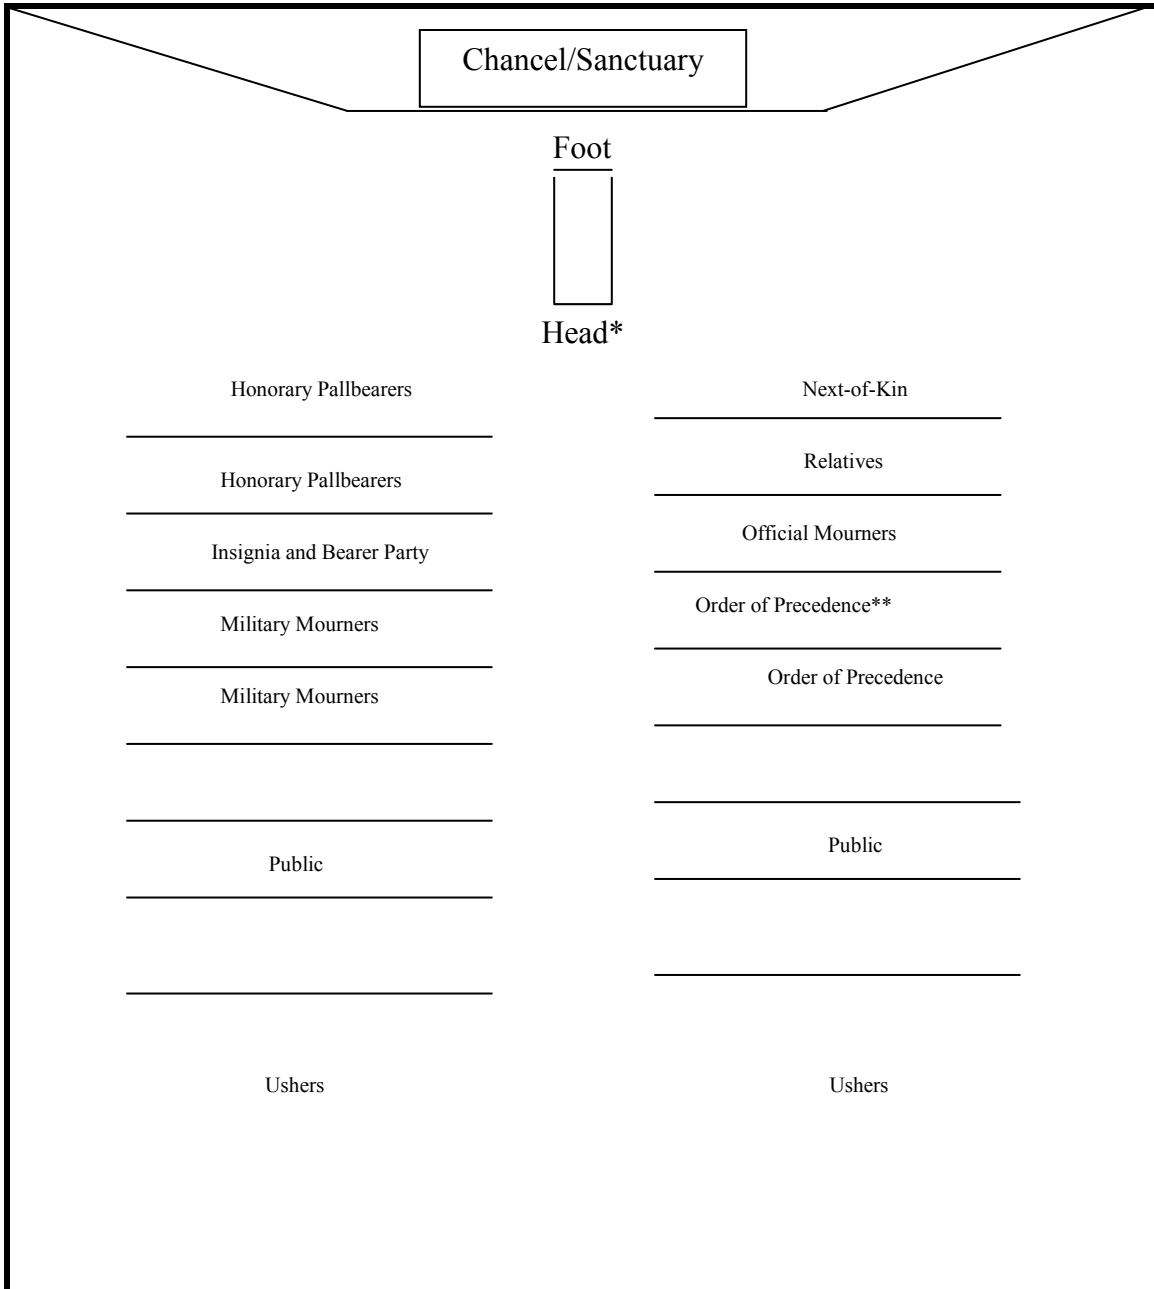 Chancel/Sanctuary
Foot
Head*
Honorary Pallbearers
Next-of-Kin
Relatives
Honorary Pallbearers
Official Mourners
Insignia and Bearer Party
Order of Precedence**
Military Mourners
Order of Precedence
Military Mourners
Public
Public
Ushers
Ushers